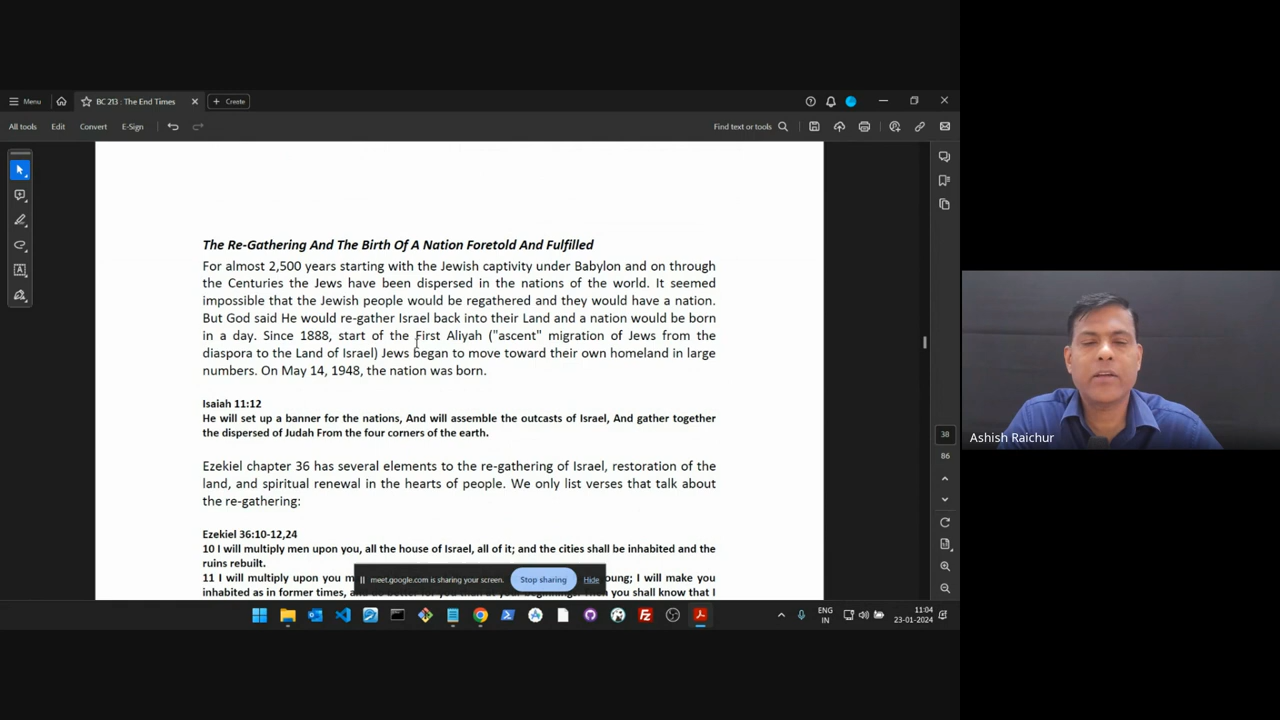 Menu
BC 213 : The End Times
Create
All tools
Edit
Convert
E-Sign
Find text or tools
The Re-Gathering And The Birth Of A Nation Foretold And Fulfilled
For almost 2,500 years starting with the Jewish captivity under Babylon and on through
the Centuries the Jews have been dispersed in the nations of the world. It seemed
impossible that the Jewish people would be regathered and they would have a nation.
But God said He would re-gather Israel back into their Land and a nation would be born
in a day. Since 1888, start of the First Aliyah ("ascent" migration of Jews from the
diaspora to the Land of Israel) Jews began to move toward their own homeland in large
numbers. On May 14, 1948, the nation was born.
Isaiah 11:12
He will set up a banner for the nations, And will assemble the outcasts of Israel, And gather together
the dispersed of Judah From the four corners of the earth.
Ezekiel chapter 36 has several elements to the re-gathering of Israel, restoration of the
land, and spiritual renewal in the hearts of people. We only list verses that talk about
the re-gathering:
Ezekiel 36:10-12,24
10 I will multiply men upon you, all the house of Israel, all of it; and the cities shall be inhabited and the
ruins rebuilt.
11 I will multiply upon you m
oung; I will make you
inhabited as in former times,
you shall know that I
meet.google.com is sharing your screen.
Stop sharing
Hide
38
86
ENG
IN
11:04
23-01-2024
Ashish Raichur